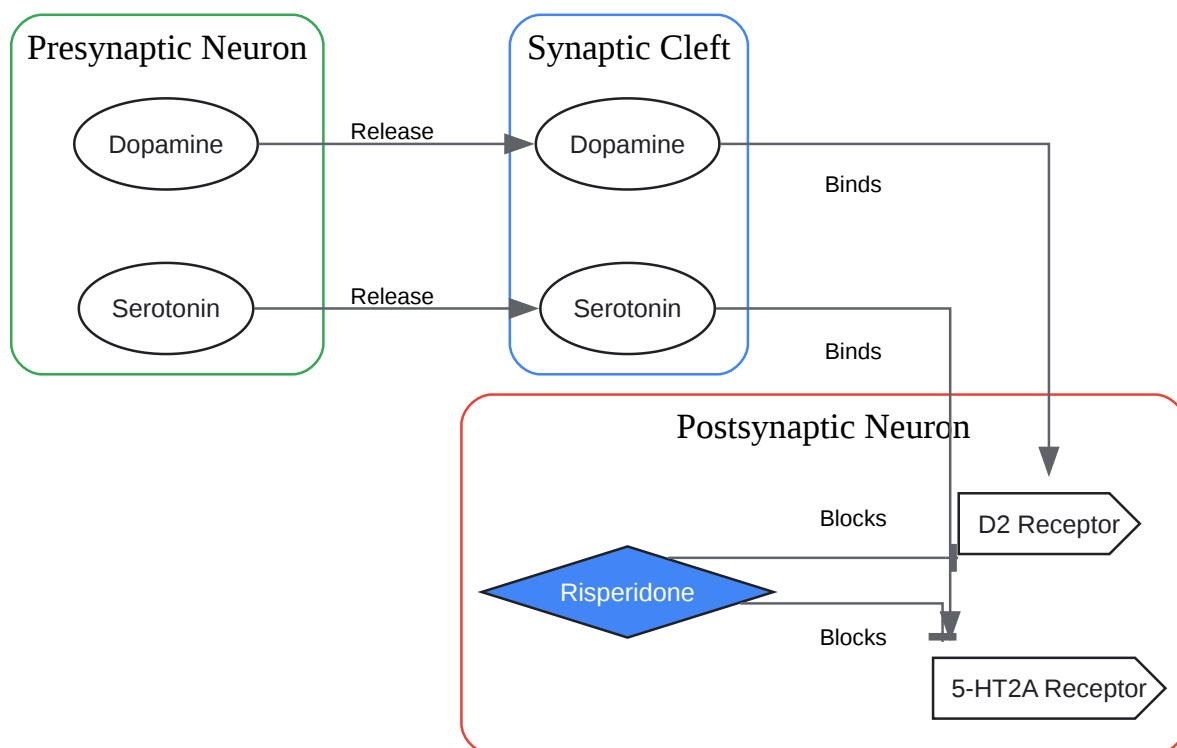 Presynaptic Neuron
Synaptic Cleft
Dopamine
Release
Dopamine
Binds
Serotonin
Release
Serotonin
Binds
Postsynaptic Neuron
Blocks
D2 Receptor
Risperidone
Blocks
5-HT2A Receptor